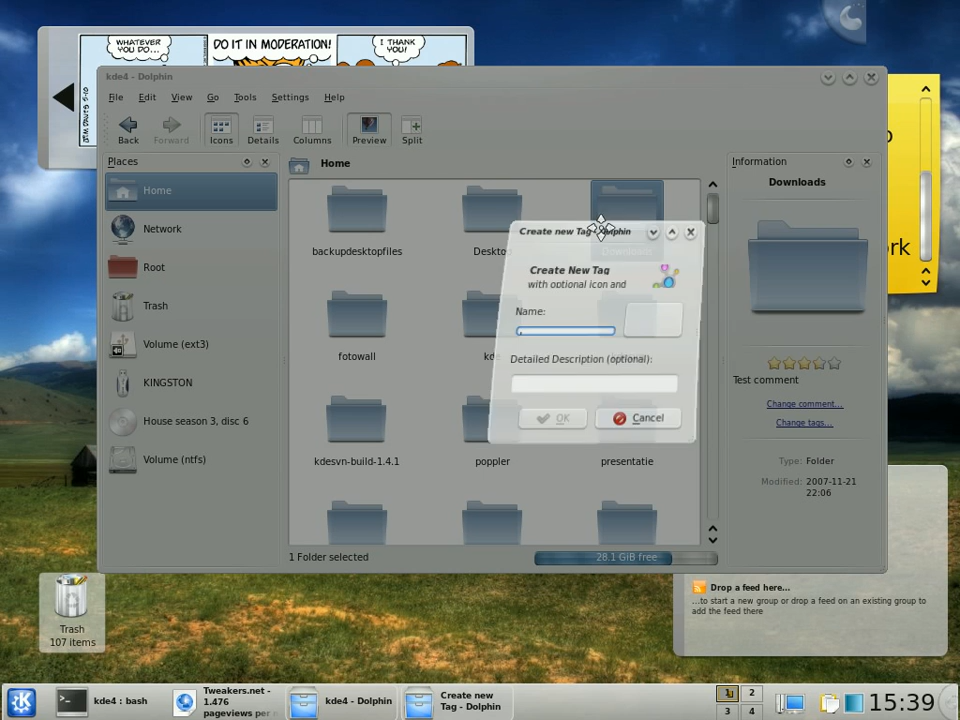 WHATEVER
YOU DO...
DO IT IN MODERATION!
I THANK
YOU!
kde4 - Dolphin
File Edit View Go Tools Settings Help
Back Forward Icons Details Columns Preview Split
Places
Home
Network
Root
Trash
Volume (ext3)
KINGSTON
House season 3, disc 6
Volume (ntfs)
Home
backupdesktopfiles
Deskto
fotowall
kde
kdesvn-build-1.4.1
poppler
presentatie
1 Folder selected
28.1 GiB free
Create new Tag - Dolphin
Create New Tag
with optional icon and
Name:
Detailed Description (optional):
OK
Cancel
Information
Downloads
Test comment
Change comment...
Change tags...
Type: Folder
Modified: 2007-11-21
22:06
rk
Drop a feed here...
...to start a new group or drop a feed on an existing group to
add the feed there
Trash
107 items
kde4 : bash
Tweakers.net -
1.476
pageviews per
kde4 - Dolphin
Create new
Tag - Dolphin
1 2
3 4
15:39